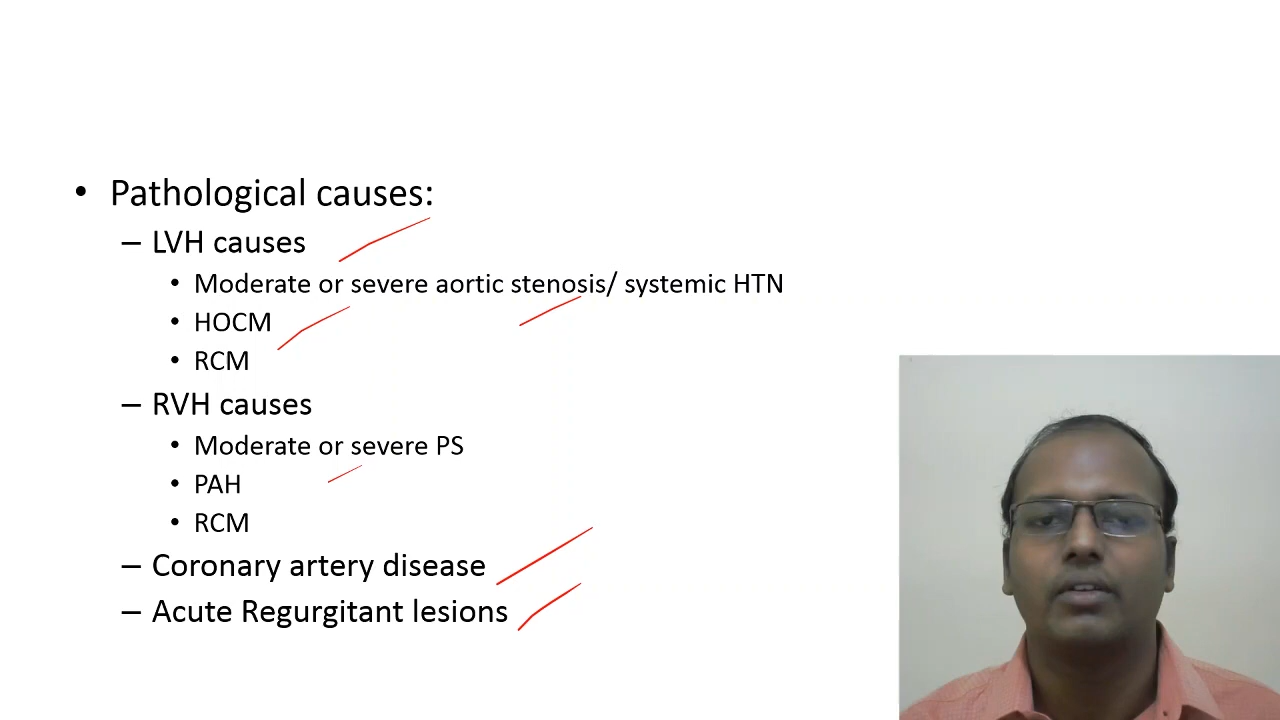 • Pathological causes:
– LVH causes
• Moderate or severe aortic stenosis/ systemic HTN
• HOCM
• RCM
– RVH causes
• Moderate or severe PS
• PAH
• RCM
– Coronary artery disease
– Acute Regurgitant lesions